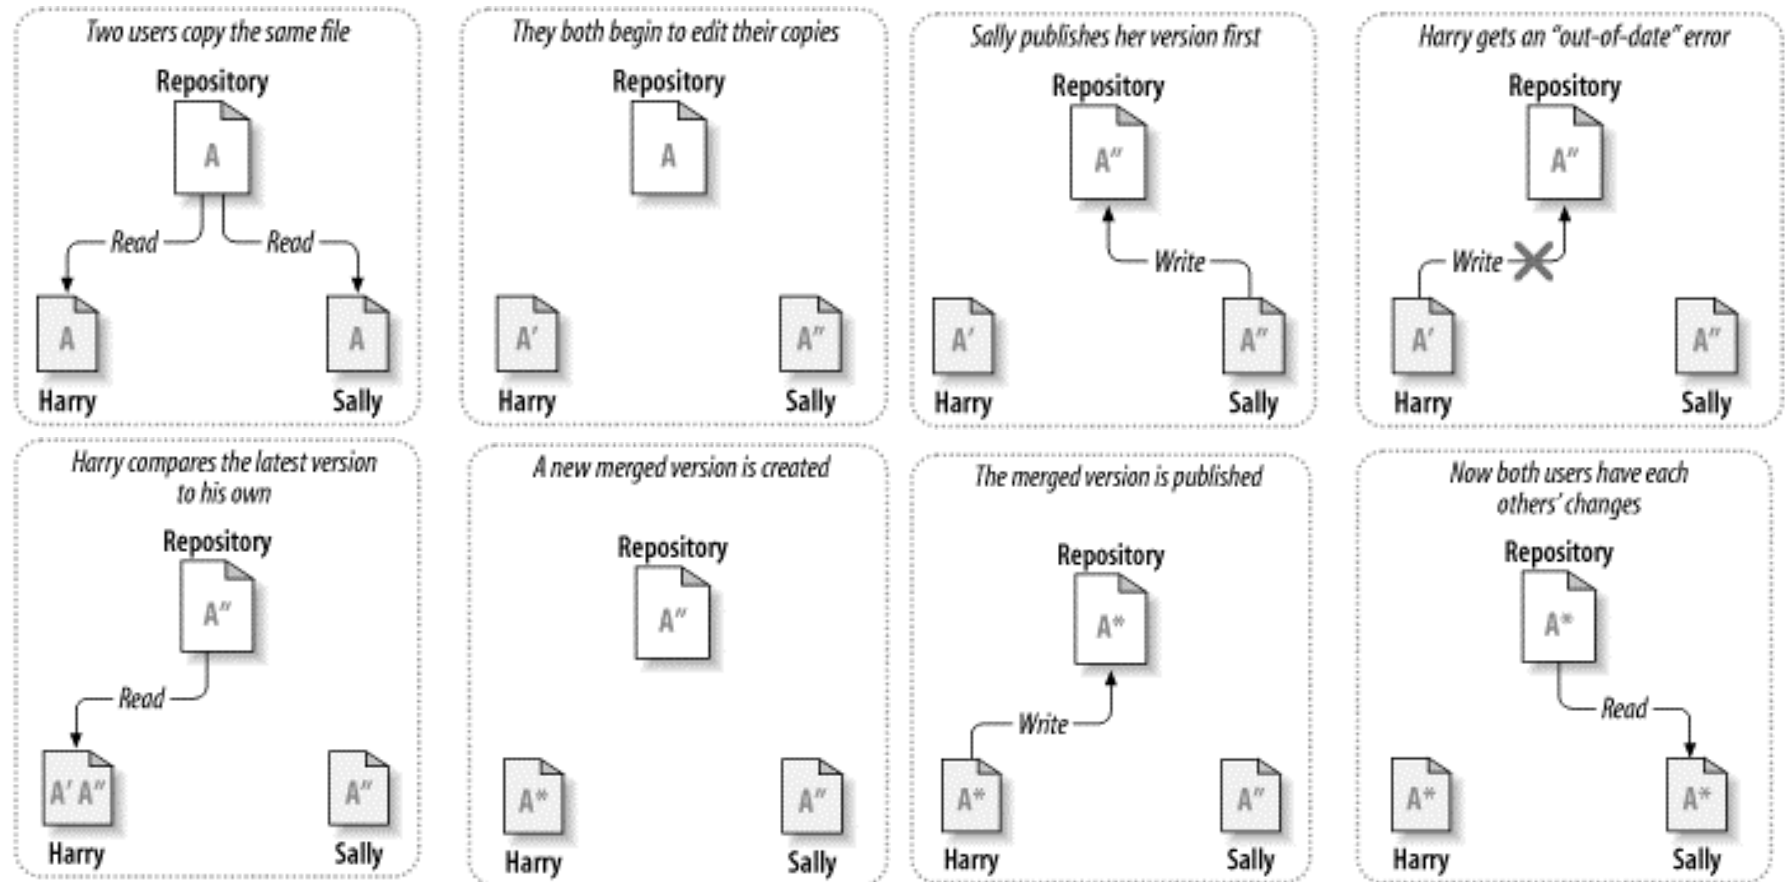 Two users copy the same file
Repository
A
Read
Read
A
A
Harry
Sally
They both begin to edit their copies
Repository
A
A′
A″
Harry
Sally
Sally publishes her version first
Repository
A″
Write
A′
A″
Harry
Sally
Harry gets an “out-of-date” error
Repository
A″
Write
A′
A″
Harry
Sally
Harry compares the latest version
to his own
Repository
A″
Read
A′ A″
A″
Harry
Sally
A new merged version is created
Repository
A″
A*
A″
Harry
Sally
The merged version is published
Repository
A*
Write
A*
A″
Harry
Sally
Now both users have each
others’ changes
Repository
A*
Read
A*
A*
Harry
Sally